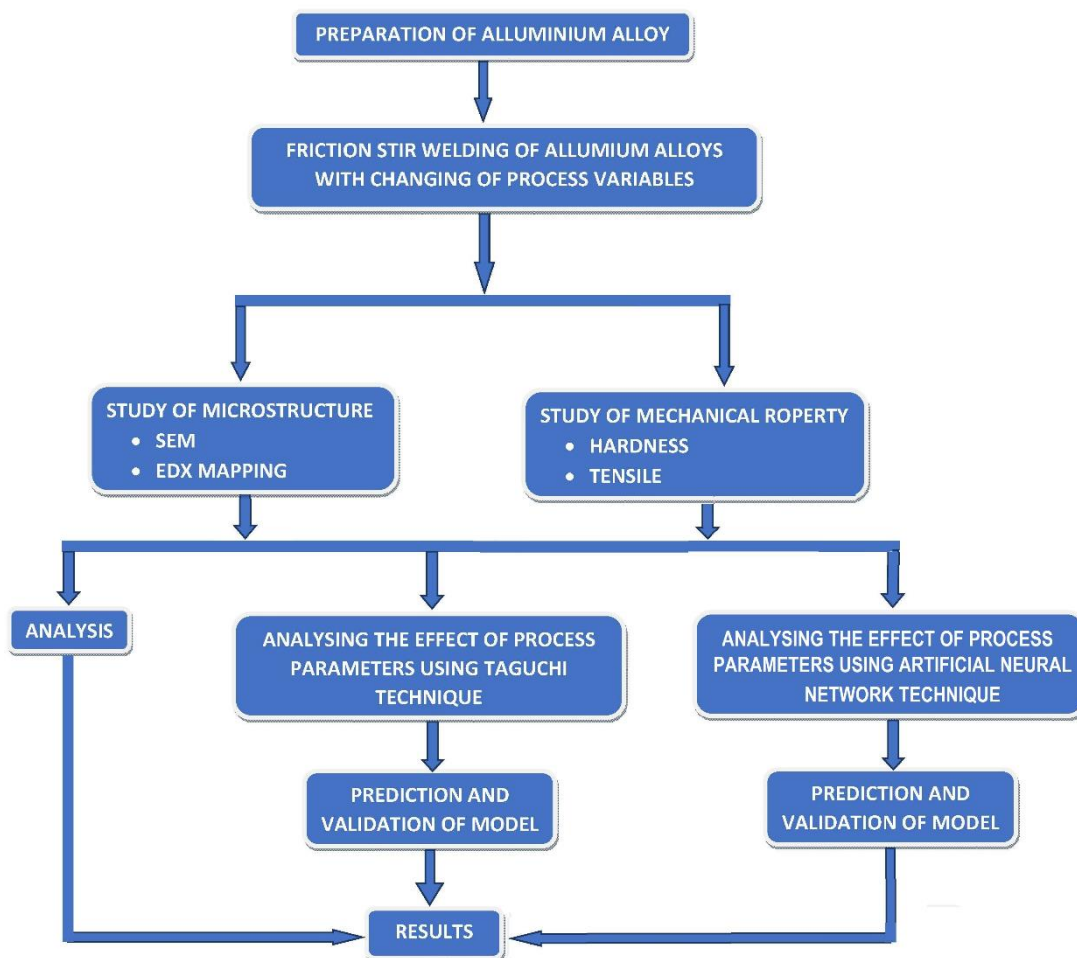 PREPARATION OF ALLUMINIUM ALLOY
FRICTION STIR WELDING OF ALLUMIUM ALLOYS
WITH CHANGING OF PROCESS VARIABLES
STUDY OF MICROSTRUCTURE
• SEM
• EDX MAPPING
STUDY OF MECHANICAL ROPERTY
• HARDNESS
• TENSILE
ANALYSIS
ANALYSING THE EFFECT OF PROCESS
PARAMETERS USING TAGUCHI
TECHNIQUE
ANALYSING THE EFFECT OF PROCESS
PARAMETERS USING ARTIFICIAL NEURAL
NETWORK TECHNIQUE
PREDICTION AND
VALIDATION OF MODEL
PREDICTION AND
VALIDATION OF MODEL
RESULTS